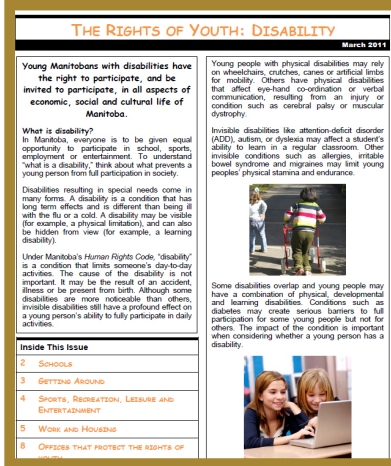 THE RIGHTS OF YOUTH: DISABILITY
March 2011
Young Manitobans with disabilities have
the right to participate, and be
invited to participate, in all aspects of
economic, social and cultural life of
Manitoba.
What is disability?
In Manitoba, everyone is to be given equal
opportunity to participate in school, sports,
employment or entertainment. To understand
"what is a disability," think about what prevents a
young person from full participation in society.
Disabilities resulting in special needs come in
many forms. A disability is a condition that has
long term effects and is different than being ill
with the flu or a cold. A disability may be visible
(for example, a physical limitation), and can also
be hidden from view (for example, a learning
disability).
Under Manitoba's Human Rights Code, "disability"
is a condition that limits someone's day-to-day
activities. The cause of the disability is not
important. It may be the result of an accident,
illness or be present from birth. Although some
disabilities are more noticeable than others,
invisible disabilities still have a profound effect on
a young person's ability to fully participate in daily
activities.
Inside This Issue
2 SCHOOLS
3 GETTING AROUND
4 SPORTS, RECREATION, LEISURE AND
ENTERTAINMENT
5 WORK AND HOUSING
8 OFFICES THAT PROTECT THE RIGHTS OF
YOUTH
Young people with physical disabilities may rely
on wheelchairs, crutches, canes or artificial limbs
for mobility. Others have physical disabilities
that affect eye-hand co-ordination or verbal
communication, resulting from an injury or
condition such as cerebral palsy or muscular
dystrophy.
Invisible disabilities like attention-deficit disorder
(ADD), autism, or dyslexia may affect a student's
ability to learn in a regular classroom. Other
invisible conditions such as allergies, irritable
bowel syndrome and migraines may limit young
peoples' physical stamina and endurance.
Some disabilities overlap and young people may
have a combination of physical, developmental
and learning disabilities. Conditions such as
diabetes may create serious barriers to full
participation for some young people but not for
others. The impact of the condition is important
when considering whether a young person has a
disability.